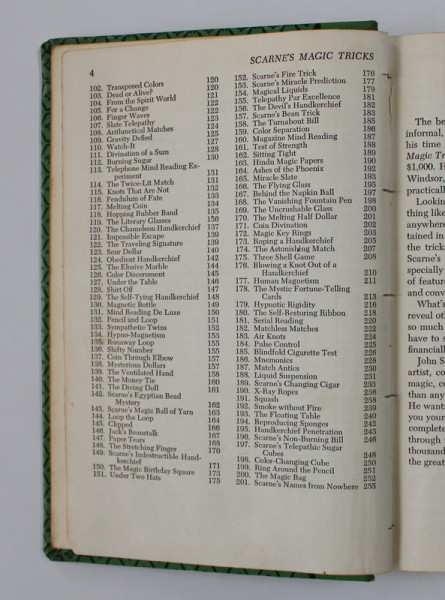 4
SCARNE'S MAGIC TRICKS
102. Transposed Colors 120
103. Dead or Alive? 120
104. From the Spirit World 121
105. For a Change 122
106. Finger Waves 122
107. Slate Telepathy 123
108. Arithmetical Matches 124
109. Gravity Defied 125
110. Watch-It 127
111. Divination of a Sum 128
112. Burning Sugar 130
113. Telephone Mind Reading Ex-
periment 131
114. The Twice-Lit Match 131
115. Knots That Are Not 132
116. Pendulum of Fate 132
117. Melting Coin 134
118. Hopping Rubber Band 135
119. The Literary Glasses 136
120. The Chameleon Handkerchief 137
121. Impossible Escape 139
122. The Traveling Signature 139
123. Sour Dollar 140
124. Obedient Handkerchief 142
125. The Elusive Marble 144
126. Color Discernment 145
127. Under the Table 146
128. Shirt Off 147
129. The Self-Tying Handkerchief 148
130. Magnetic Bottle 149
131. Mind Reading De Luxe 150
132. Pencil and Loop 151
133. Sympathetic Twins 152
134. Hypno-Magnetism 153
135. Runaway Loop 155
136. Shifty Number 155
137. Coin Through Elbow 157
138. Mysterious Dollars 157
139. The Ventilated Hand 158
140. The Money Tie 160
141. The Diving Doll 161
142. Scarne's Egyptian Bead
Mystery 162
143. Scarne's Magic Ball of Yarn 163
144. Loop the Loop 164
145. Clipped 166
146. Jack's Beanstalk 166
147. Paper Tears 168
148. The Stretching Finger 170
149. Scarne's Indestructible Hand-
kerchief 171
150. The Magic Birthday Square 173
151. Under Two Hats 175
152. Scarne's Fire Trick 176
153. Scarne's Miracle Prediction 177
154. Magical Liquids 179
155. Telepathy Par Excellence 181
156. The Devil's Handkerchief 182
157. Scarne's Bean Trick 183
158. The Turnabout Bill 185
159. Color Separation 186
160. Magazine Mind Reading 187
161. Test of Strength 188
162. Sitting Tight 189
163. Hindu Magic Papers 190
164. Ashes of the Phoenix 192
165. Miracle Slate 193
166. The Flying Glass 195
167. Behind the Napkin Ball 197
168. The Vanishing Fountain Pen 198
169. The Uncrushable Glass 200
170. The Melting Half Dollar 201
171. Coin Divination 202
172. Magic Key Rings 203
173. Roping a Handkerchief 205
174. The Astonishing Match 207
175. Three Shell Game 208
176. Blowing a Knot Out of a
Handkerchief 210
177. Human Magnetism 211
178. The Mystic Fortune-Telling
Cards 213
179. Hypnotic Rigidity 216
180. The Self-Restoring Ribbon 218
181. Serial Reading 220
182. Matchless Matches 222
183. Air Knots 224
184. Pulse Control 225
185. Blindfold Cigarette Test 226
186. Mnemonics 228
187. Match Antics 230
188. Liquid Suspension 231
189. Scarne's Changing Cigar 233
190. X-Ray Ropes 236
191. Squash 238
192. Smoke without Fire 239
193. The Floating Table 240
194. Reproducing Sponges 242
195. Handkerchief Penetration 243
196. Scarne's Non-Burning Bill 246
197. Scarne's Telepathic Sugar
Cubes 248
198. Color-Changing Cube 250
199. Ring Around the Pencil 251
200. The Magic Bag 252
201. Scarne's Names from Nowhere 255
The be
informal,
his time
Magic Tr
$1,000. H
Windsor,
practically
Lookin
thing like
anywhere
tained in
the tricks
Scarne's
specially
of feature
and conv
What's
reveal oth
so much
have to s
financiall
John S
artist, co
magic, co
than any
He wants
you your
complete
through
thousand
the great